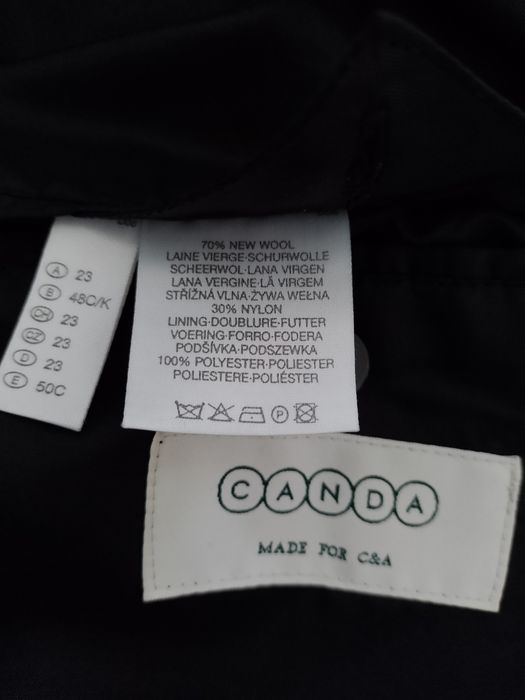 A 23
B 48C/K
CH 23
CZ 23
D 23
E 50C
70% NEW WOOL
LAINE VIERGE·SCHURWOLLE
SCHEERWOL·LANA VIRGEN
LANA VERGINE·LÃ VIRGEM
STŘÍŽNÁ VLNA·ŻYWA WEŁNA
30% NYLON
LINING·DOUBLURE·FUTTER
VOERING·FORRO·FODERA
PODŠÍVKA·PODSZEWKA
100% POLYESTER·POLIESTER
POLIESTERE·POLIÉSTER
P
CANDA
MADE FOR C&A